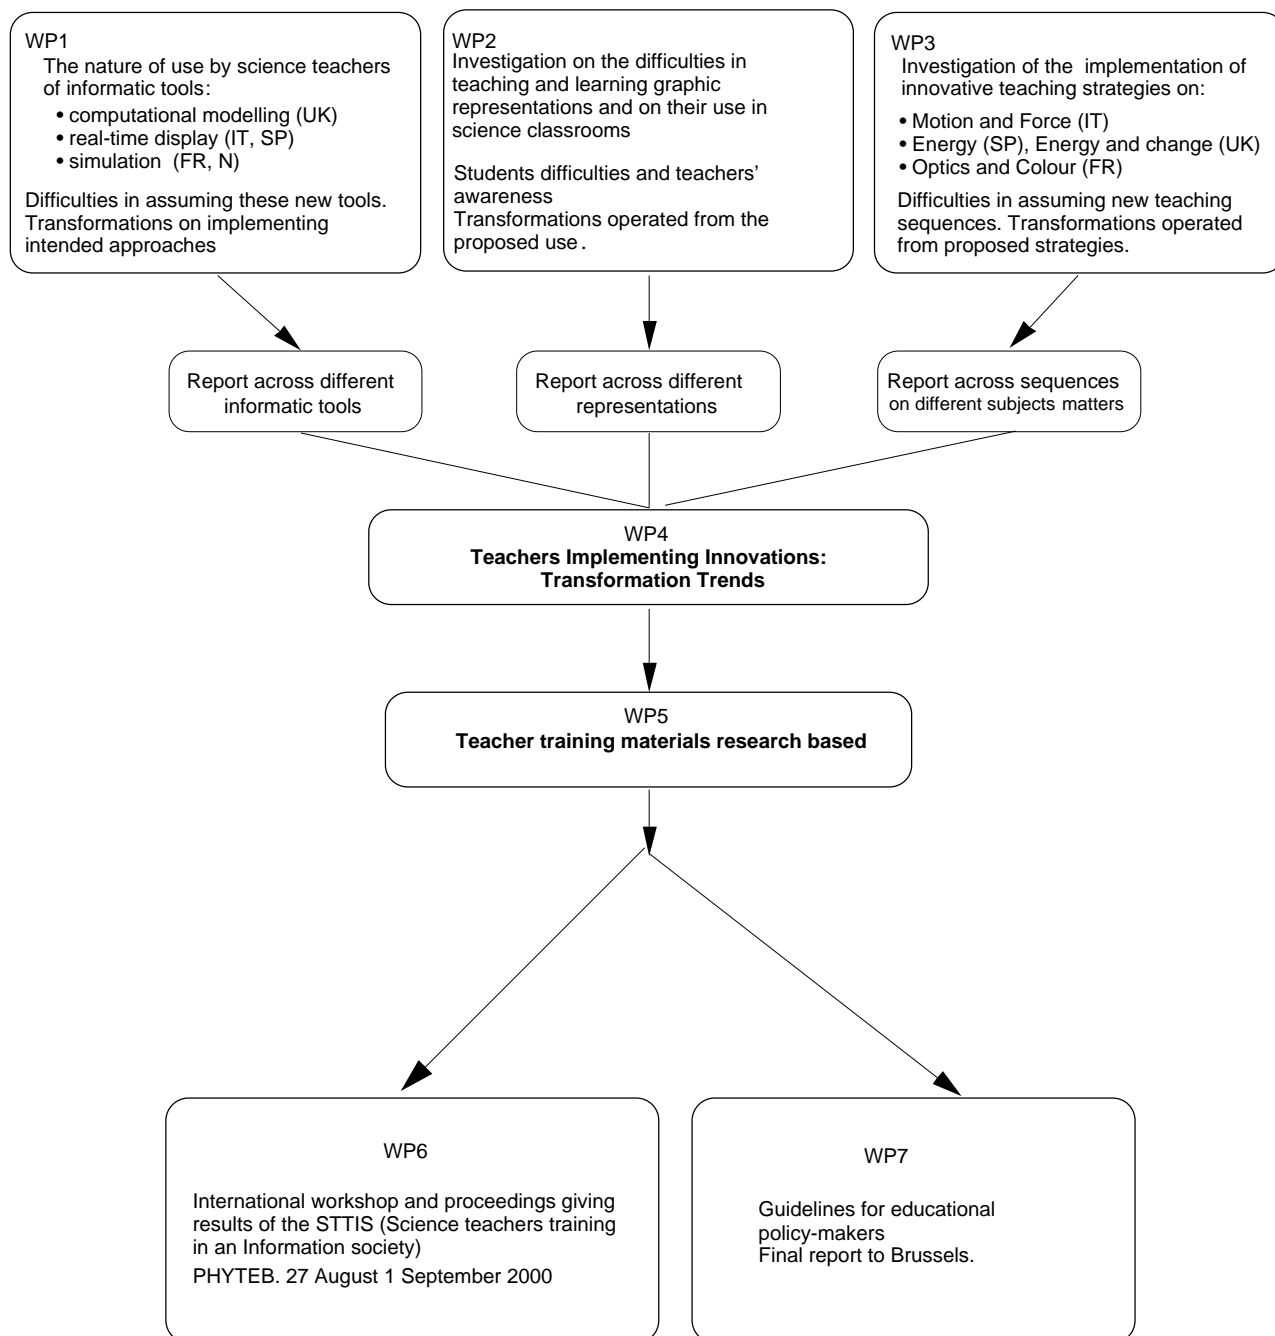 WP1
The nature of use by science teachers
of informatic tools:
• computational modelling (UK)
• real-time display (IT, SP)
• simulation (FR, N)
Difficulties in assuming these new tools.
Transformations on implementing
intended approaches
WP2
Investigation on the difficulties in
teaching and learning graphic
representations and on their use in
science classrooms
Students difficulties and teachers’
awareness
Transformations operated from the
proposed use.
WP3
Investigation of the implementation of
innovative teaching strategies on:
• Motion and Force (IT)
• Energy (SP), Energy and change (UK)
• Optics and Colour (FR)
Difficulties in assuming new teaching
sequences. Transformations operated
from proposed strategies.
Report across different
informatic tools
Report across different
representations
Report across sequences
on different subjects matters
WP4
Teachers Implementing Innovations:
Transformation Trends
WP5
Teacher training materials research based
WP6
International workshop and proceedings giving
results of the STTIS (Science teachers training
in an Information society)
PHYTEB. 27 August 1 September 2000
WP7
Guidelines for educational
policy-makers
Final report to Brussels.